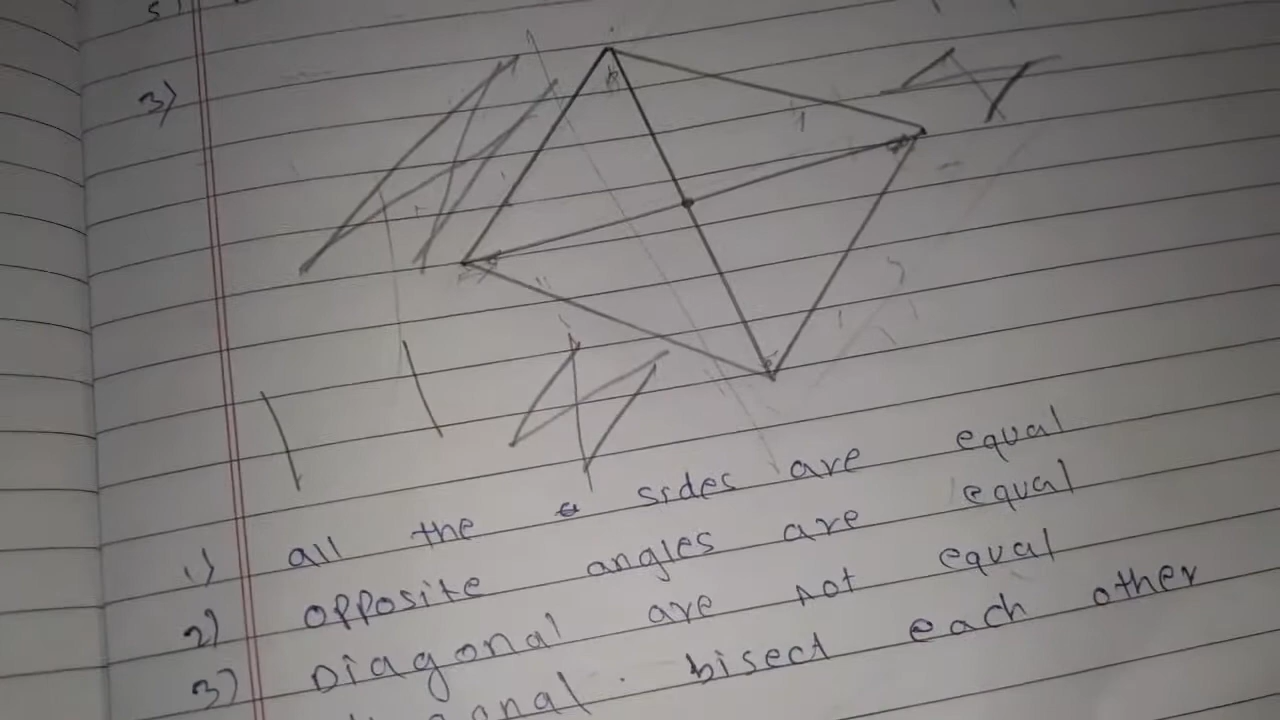 3)
1) all the sides are equal
2) opposite angles are equal
3) Diagonal are not equal
bisect each other